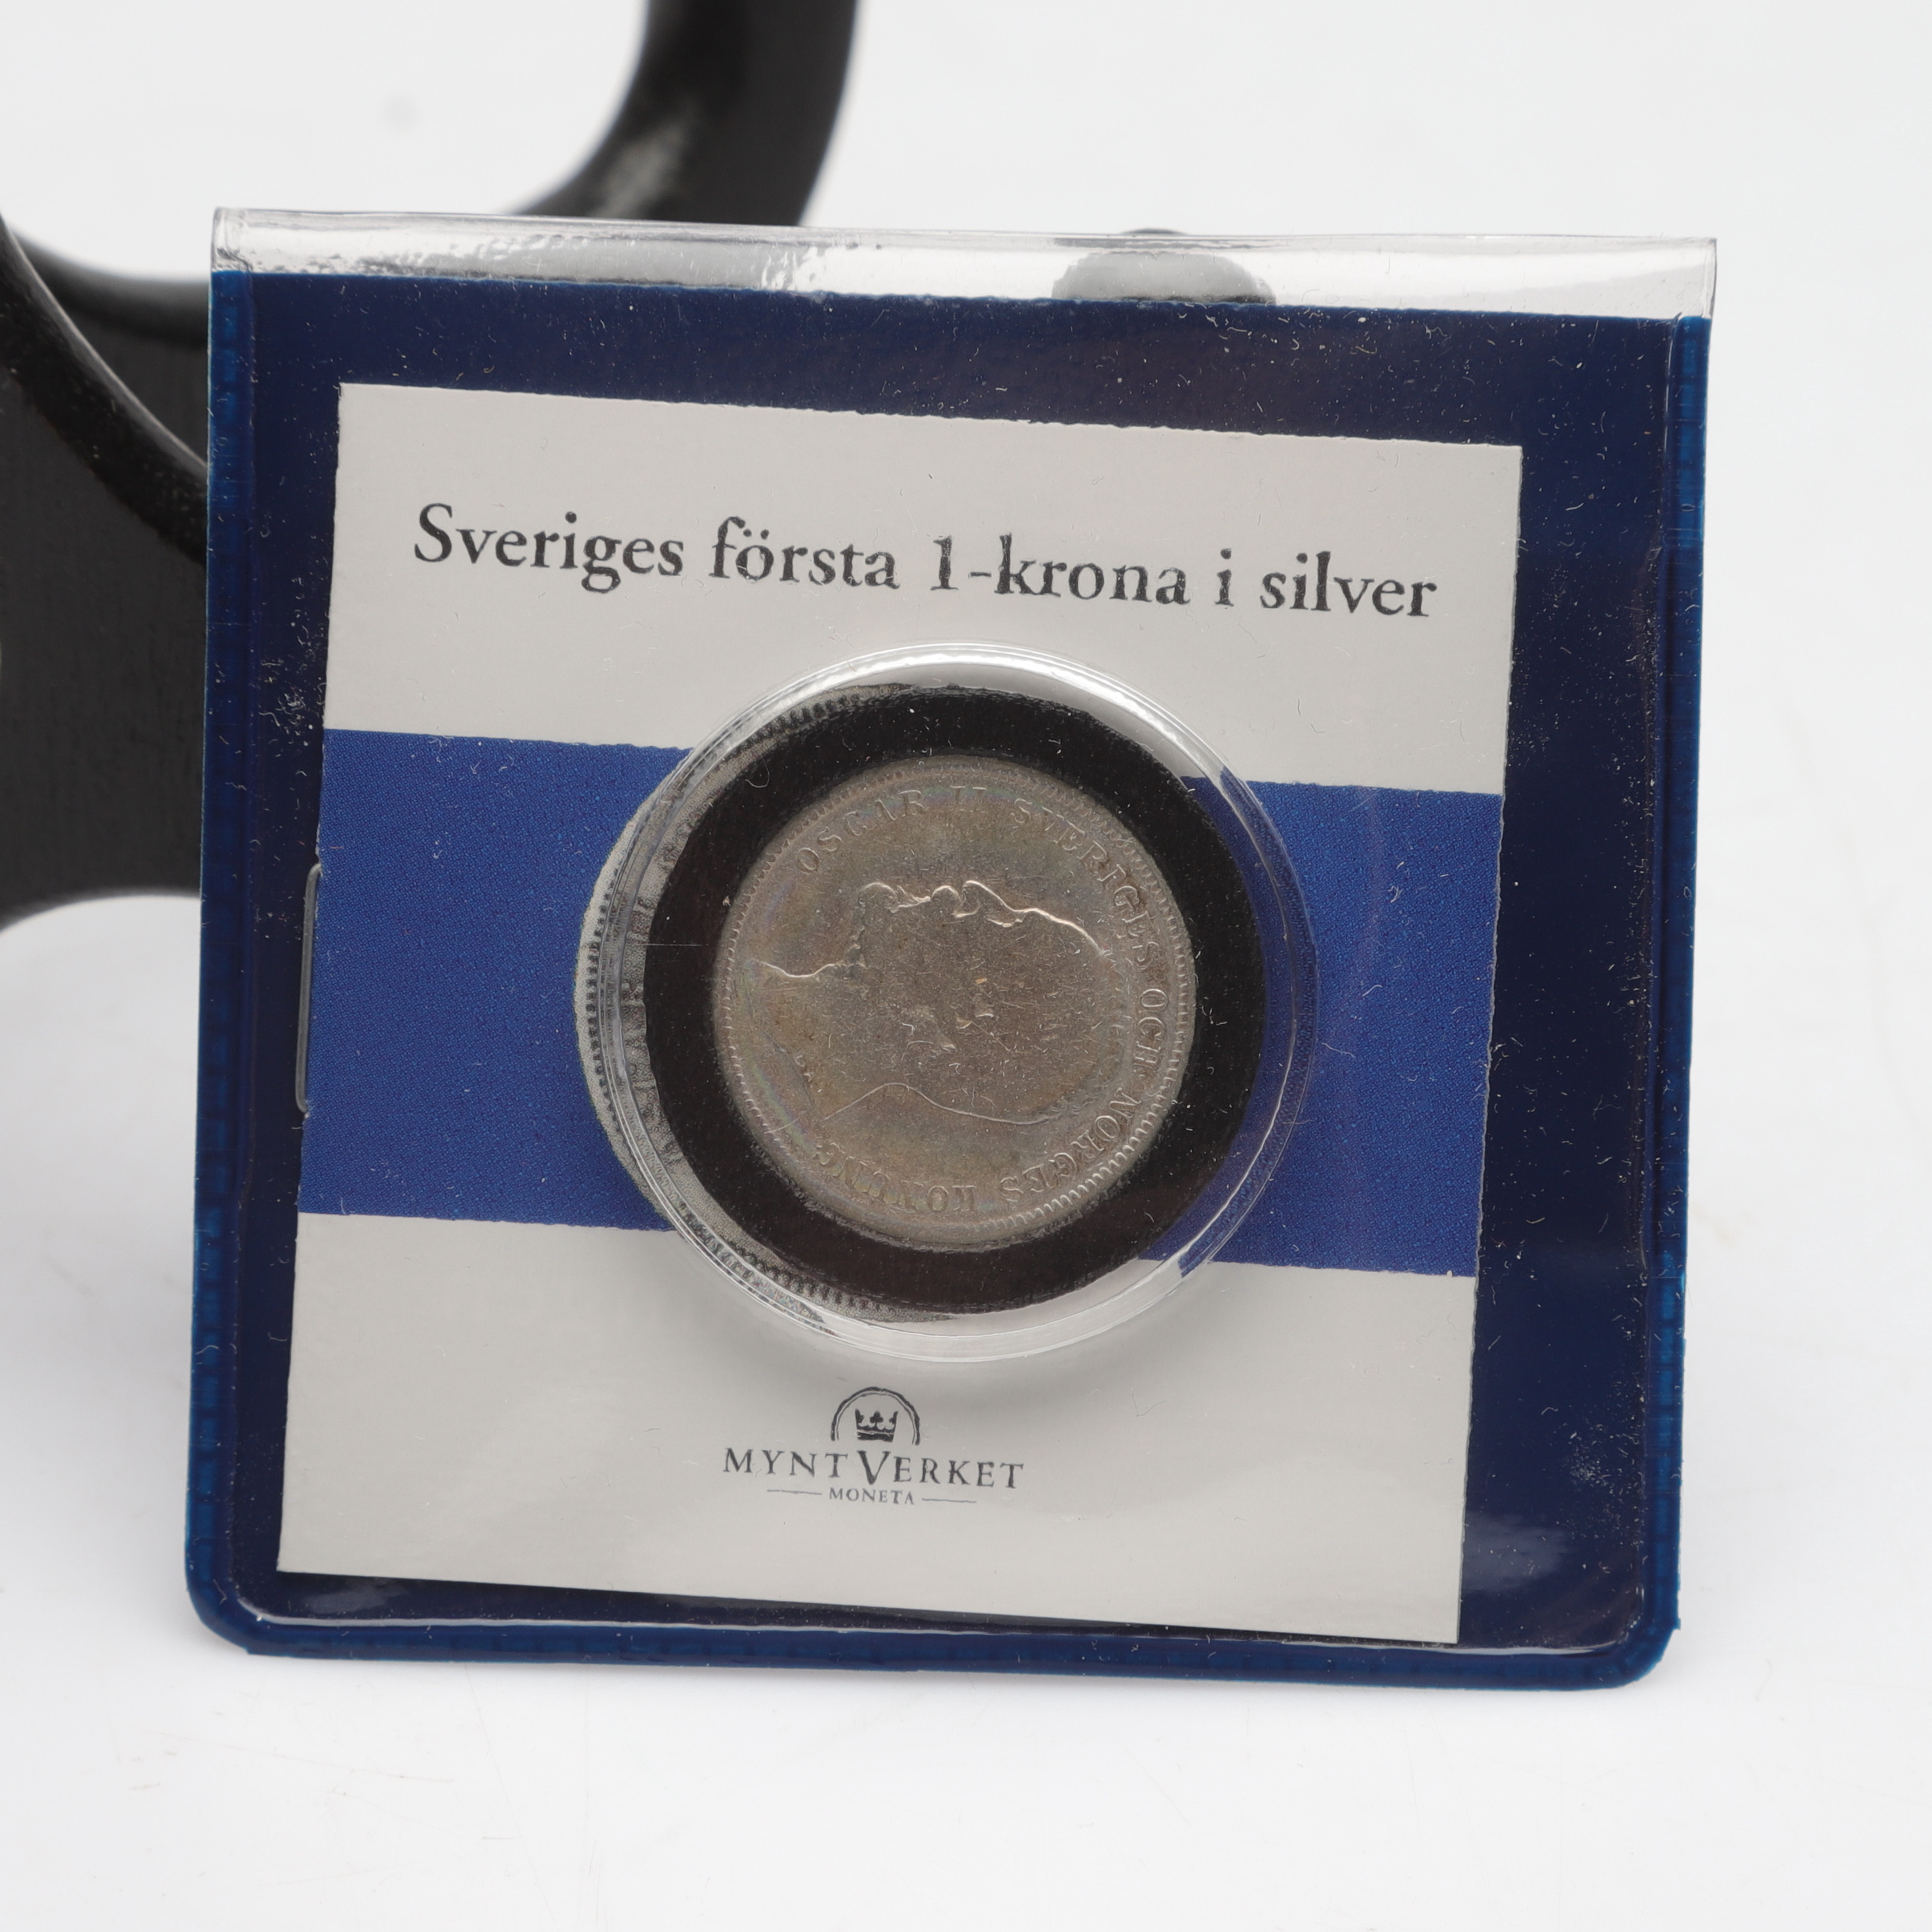 Sveriges första 1-krona i silver
OSCAR II SVERIGES OCH NORGES KONUNG
MYNTVERKET
MONETA